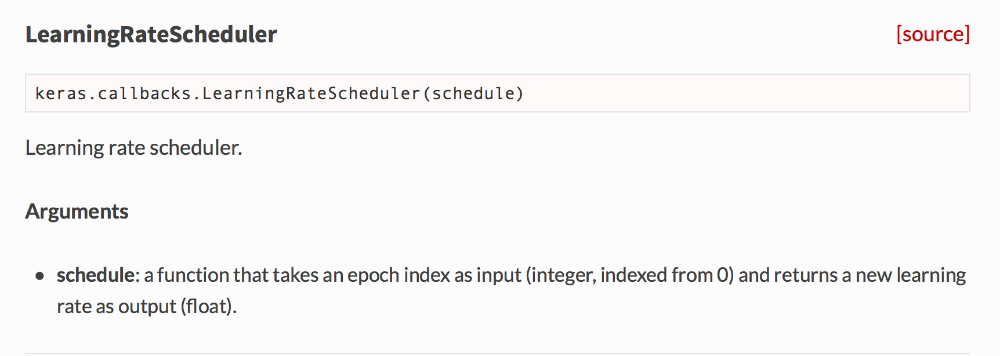 LearningRateScheduler [source]
keras.callbacks.LearningRateScheduler(schedule)
Learning rate scheduler.
Arguments
• schedule: a function that takes an epoch index as input (integer, indexed from 0) and returns a new learning
rate as output (float).